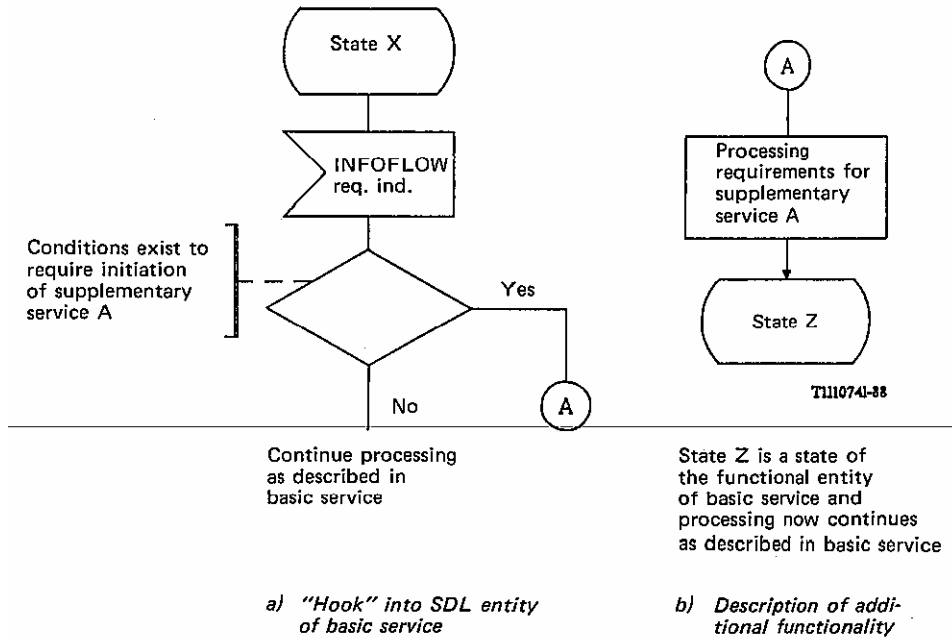 State X
INFOFLOW
req. ind.
Conditions exist to
require initiation
of supplementary
service A
Yes
No
A
Continue processing
as described in
basic service
a) "Hook" into SDL entity
of basic service
A
Processing
requirements for
supplementary
service A
State Z
T1110741-88
State Z is a state of
the functional entity
of basic service and
processing now continues
as described in basic service
b) Description of addi-
tional functionality